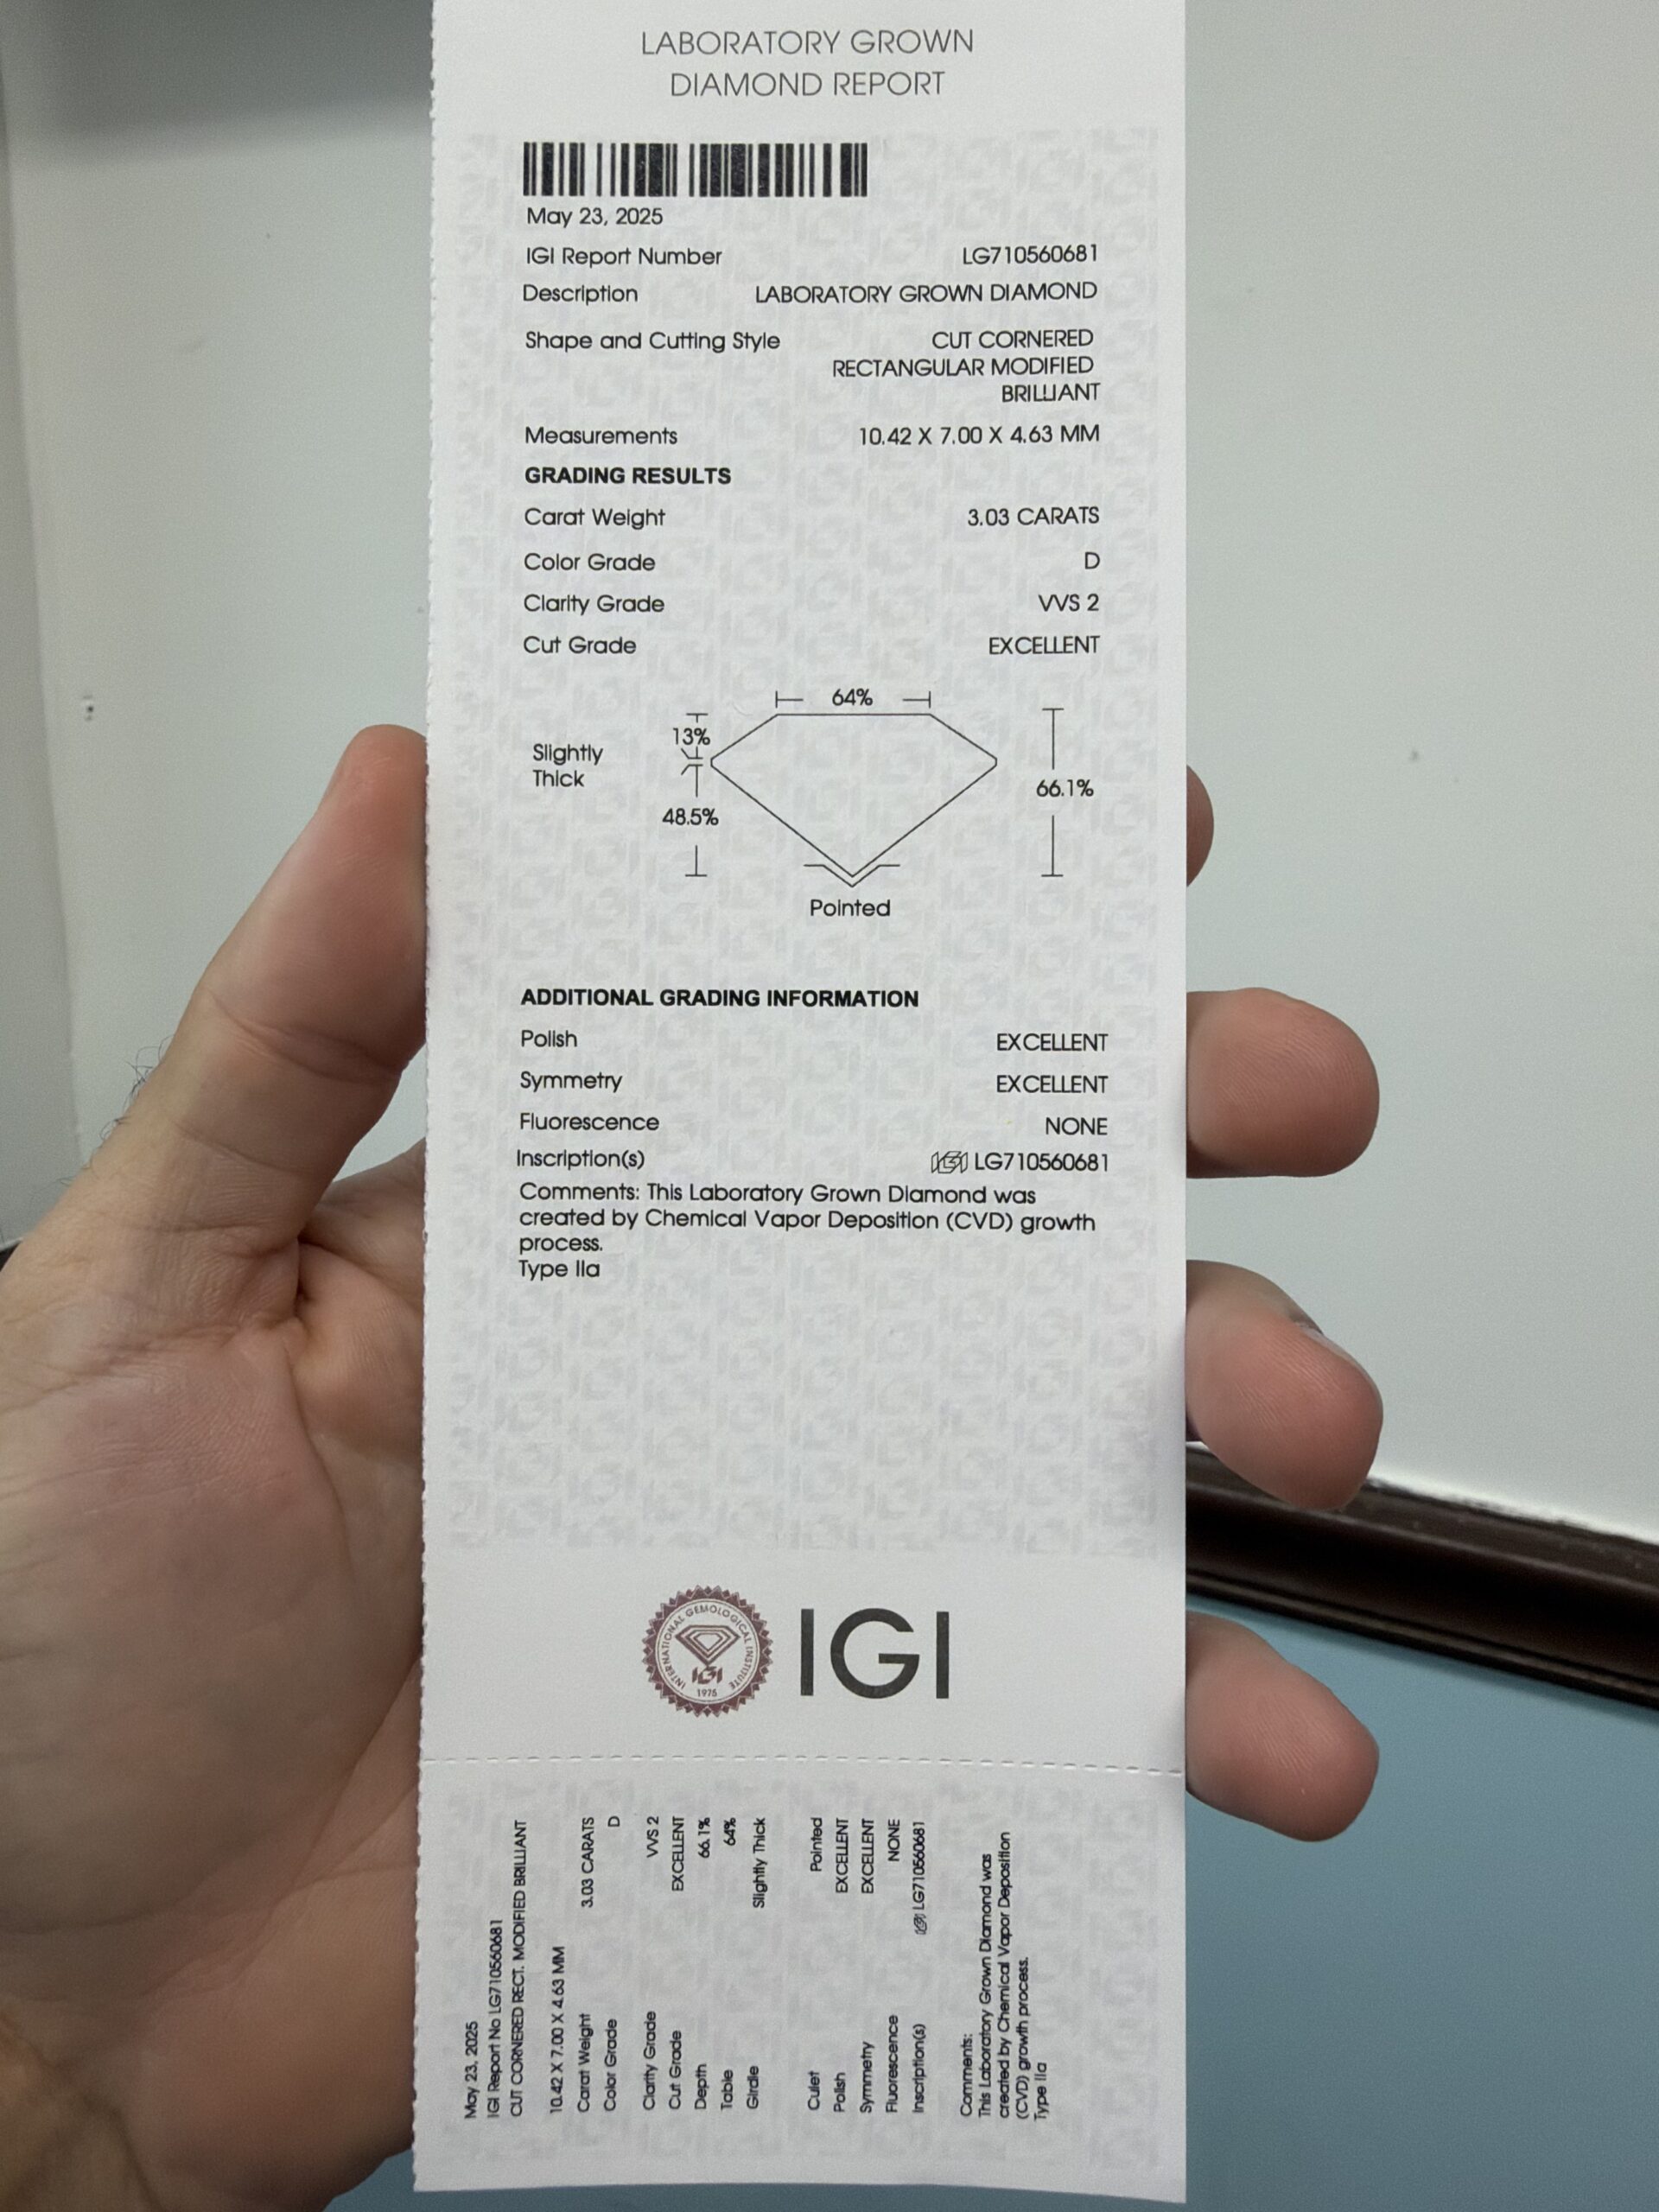 LABORATORY GROWN
DIAMOND REPORT
May 23, 2025
IGI Report Number LG710560681
Description LABORATORY GROWN DIAMOND
Shape and Cutting Style CUT CORNERED
RECTANGULAR MODIFIED
BRILLIANT
Measurements 10.42 X 7.00 X 4.63 MM
GRADING RESULTS
Carat Weight 3.03 CARATS
Color Grade D
Clarity Grade VVS 2
Cut Grade EXCELLENT
64%
13%
Slightly
Thick
66.1%
48.5%
Pointed
ADDITIONAL GRADING INFORMATION
Polish EXCELLENT
Symmetry EXCELLENT
Fluorescence NONE
Inscription(s) IGI LG710560681
Comments: This Laboratory Grown Diamond was
created by Chemical Vapor Deposition (CVD) growth
process.
Type IIa
INTERNATIONAL GEMOLOGICAL INSTITUTE
IGI
1975
IGI
May 23, 2025
IGI Report No LG710560681
CUT CORNERED RECT. MODIFIED BRILLIANT
10.42 X 7.00 X 4.63 MM
Carat Weight 3.03 CARATS
Color Grade D
Clarity Grade VVS 2
Cut Grade EXCELLENT
Depth 66.1%
Table 64%
Girdle Slightly Thick
Culet Pointed
Polish EXCELLENT
Symmetry EXCELLENT
Fluorescence NONE
Inscription(s) IGI LG710560681
Comments:
This Laboratory Grown Diamond was
created by Chemical Vapor Deposition
(CVD) growth process.
Type IIa